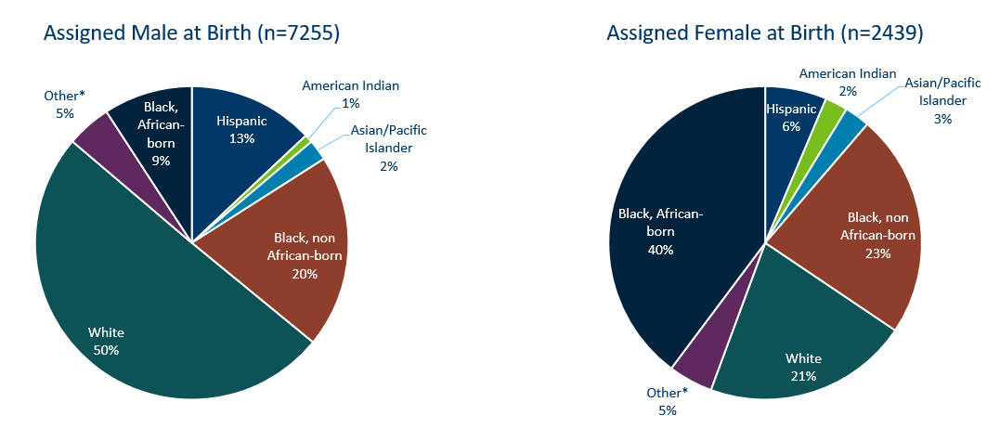 Assigned Male at Birth (n=7255)
Other*
5%
Black,
African-
born
9%
Hispanic
13%
American Indian
1%
Asian/Pacific
Islander
2%
Black, non
African-born
20%
White
50%
Assigned Female at Birth (n=2439)
Hispanic
6%
American Indian
2%
Asian/Pacific
Islander
3%
Black, non
African-born
23%
White
21%
Other*
5%
Black, African-
born
40%